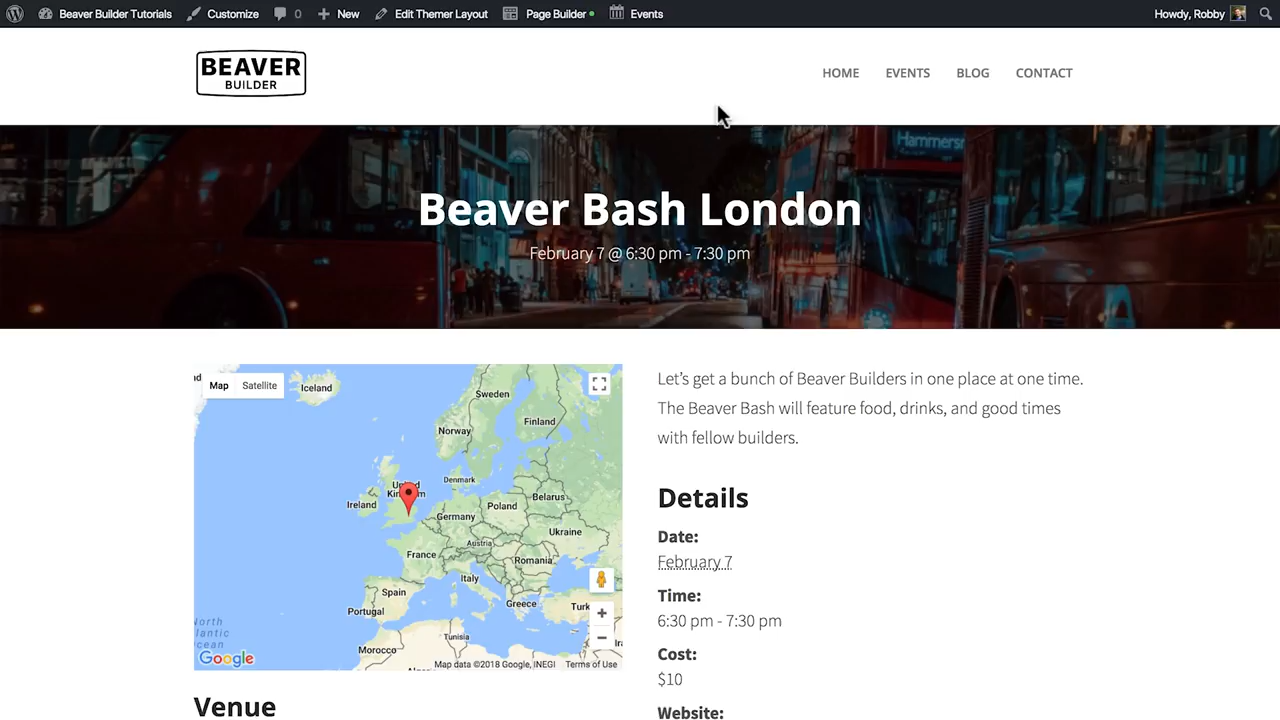 Beaver Builder Tutorials Customize 0 New Edit Themer Layout Page Builder Events Howdy, Robby
BEAVER
BUILDER
HOME EVENTS BLOG CONTACT
Hammers
Beaver Bash London
February 7 @ 6:30 pm - 7:30 pm
Map Satellite
Iceland
Sweden
Finland
Norway
United
Kingdom
Denmark
Ireland
Belarus
Poland
Germany
Ukraine
Austria
France
Romania
Italy
Spain
Greece
Turk
Portugal
Tunisia
Morocco
Google
Map data ©2018 Google, INEGI Terms of Use
Venue
Let's get a bunch of Beaver Builders in one place at one time.
The Beaver Bash will feature food, drinks, and good times
with fellow builders.
Details
Date:
February 7
Time:
6:30 pm - 7:30 pm
Cost:
$10
Website: